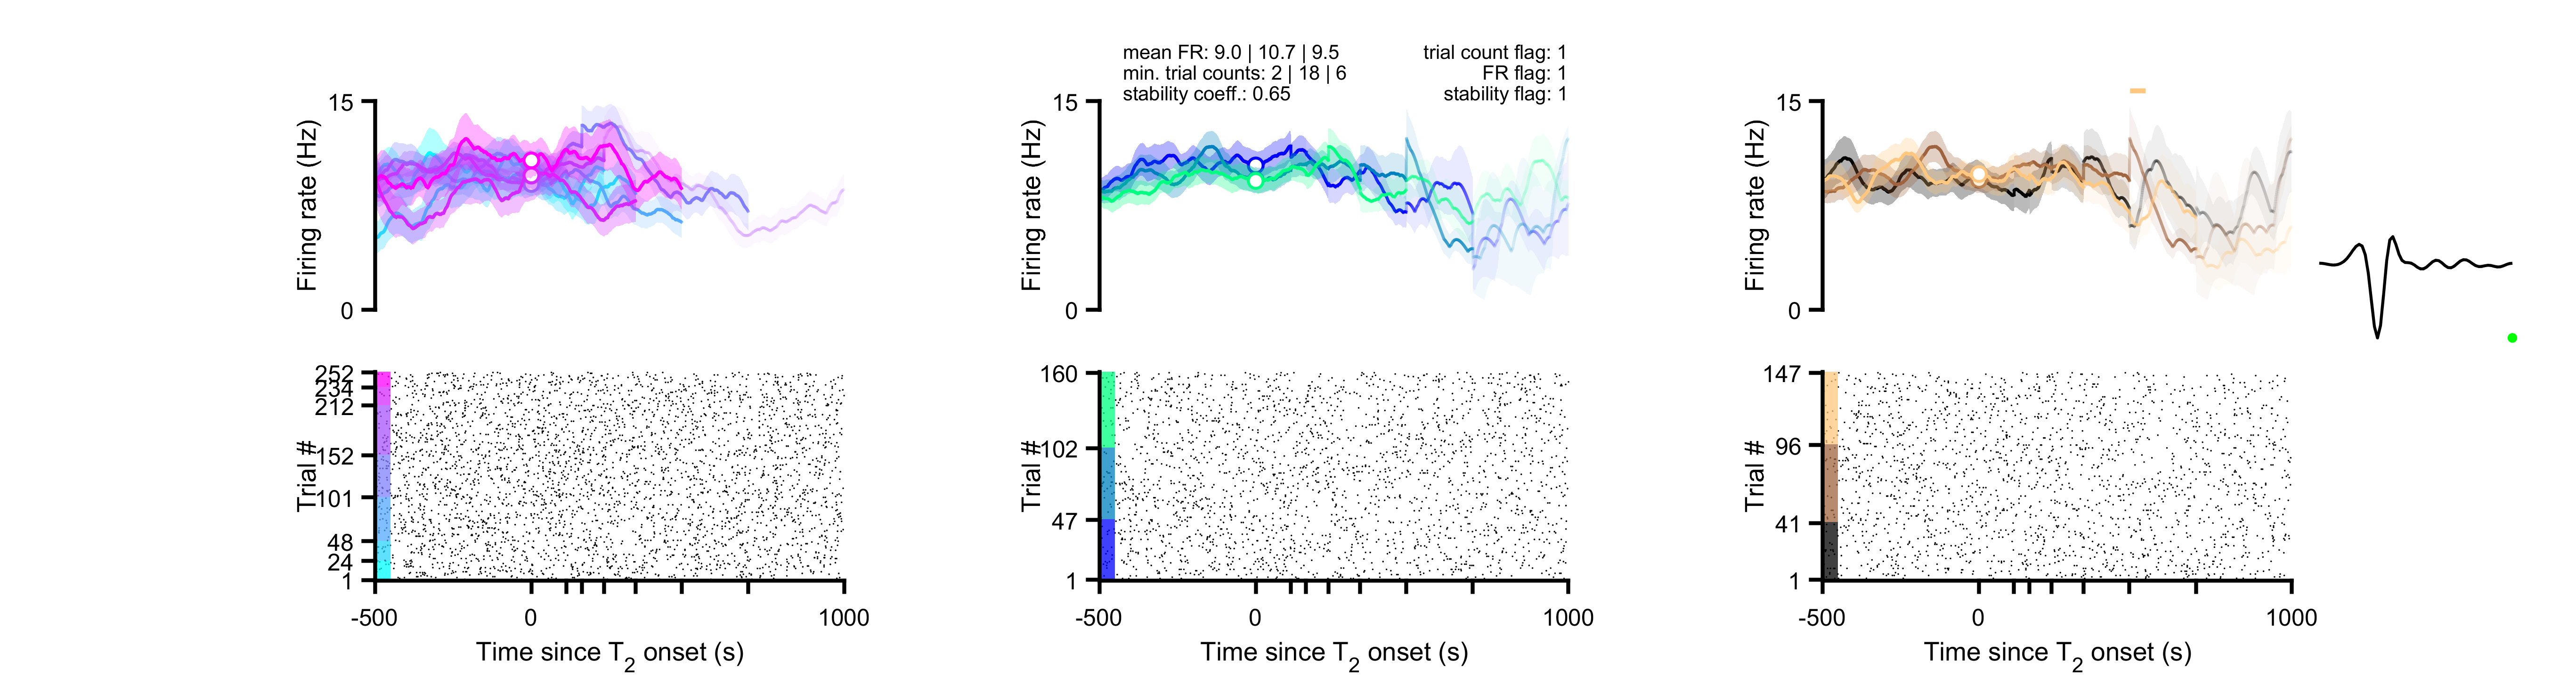 mean FR: 9.0 | 10.7 | 9.5
min. trial counts: 2 | 18 | 6
stability coeff.: 0.65
trial count flag: 1
FR flag: 1
stability flag: 1
15
Firing rate (Hz)
0
15
Firing rate (Hz)
0
15
Firing rate (Hz)
0
252
234
212
152
101
48
24
1
Trial #
-500
0
1000
Time since T2 onset (s)
160
102
47
1
Trial #
-500
0
1000
Time since T2 onset (s)
147
96
41
1
Trial #
-500
0
1000
Time since T2 onset (s)